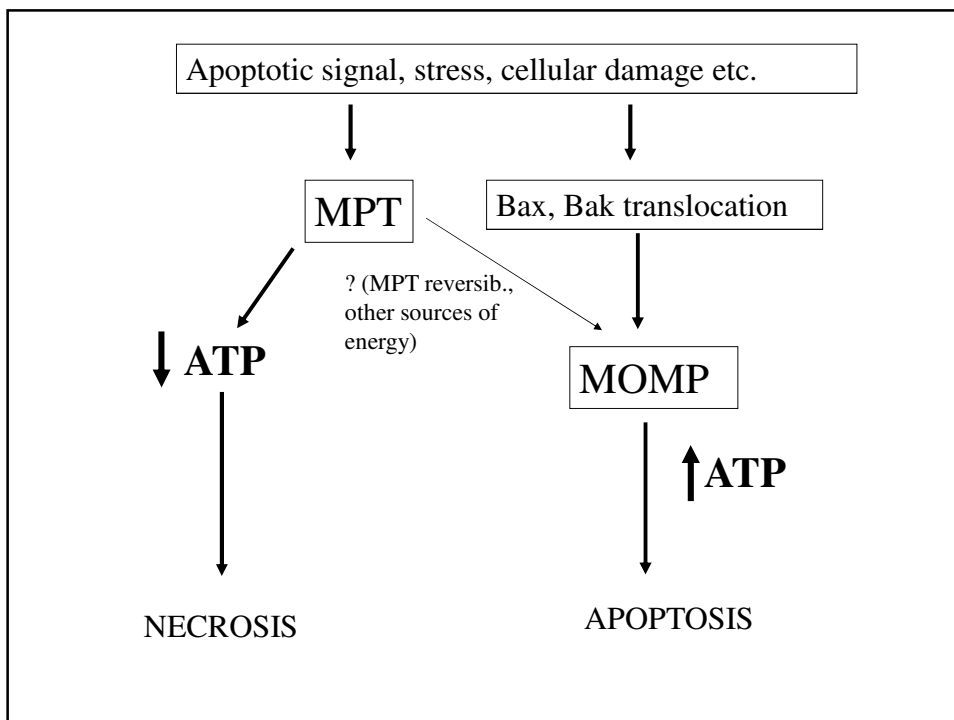 Apoptotic signal, stress, cellular damage etc.
MPT
Bax, Bak translocation
? (MPT reversib.,
other sources of
energy)
ATP
MOMP
ATP
NECROSIS
APOPTOSIS